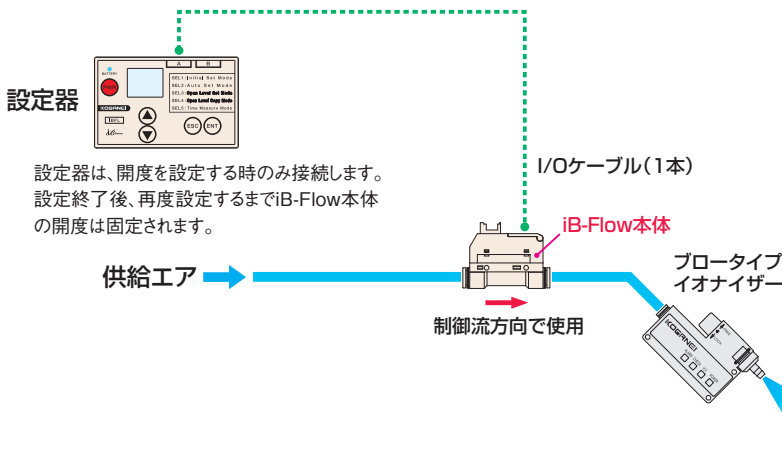 A B
BATTERY
PWR
SEL1:Initial Set Mode
SEL2:Auto Set Mode
SEL3:Open Level Set Mode
SEL4:Open Level Copy Mode
SEL5:Time Measure Mode
KOGANEI
IBFL
ESC ENT
設定器
設定器は、開度を設定する時のみ接続します。
設定終了後、再度設定するまでiB-Flow本体
の開度は固定されます。
I/Oケーブル（1本）
iB-Flow本体
供給エア
制御流方向で使用
ブロータイプ
イオナイザー
KOGANEI